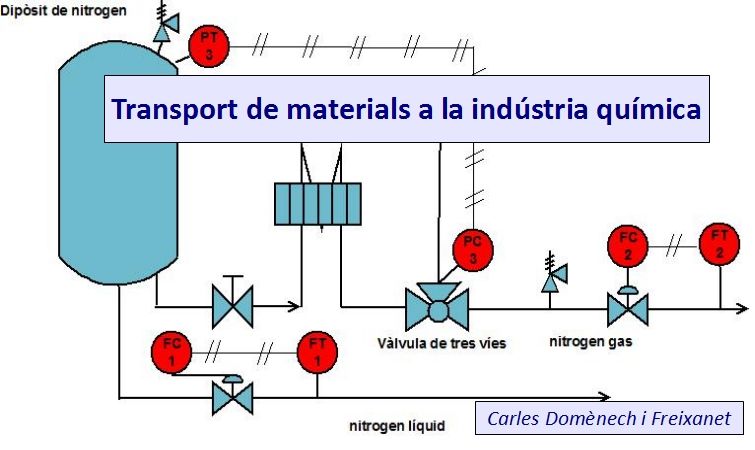 Dipòsit de nitrogen
PT
3
Transport de materials a la indústria química
PC
3
FC
2
FT
2
Vàlvula de tres víes
nitrogen gas
FC
1
FT
1
Carles Domènech i Freixanet
nitrogen líquid